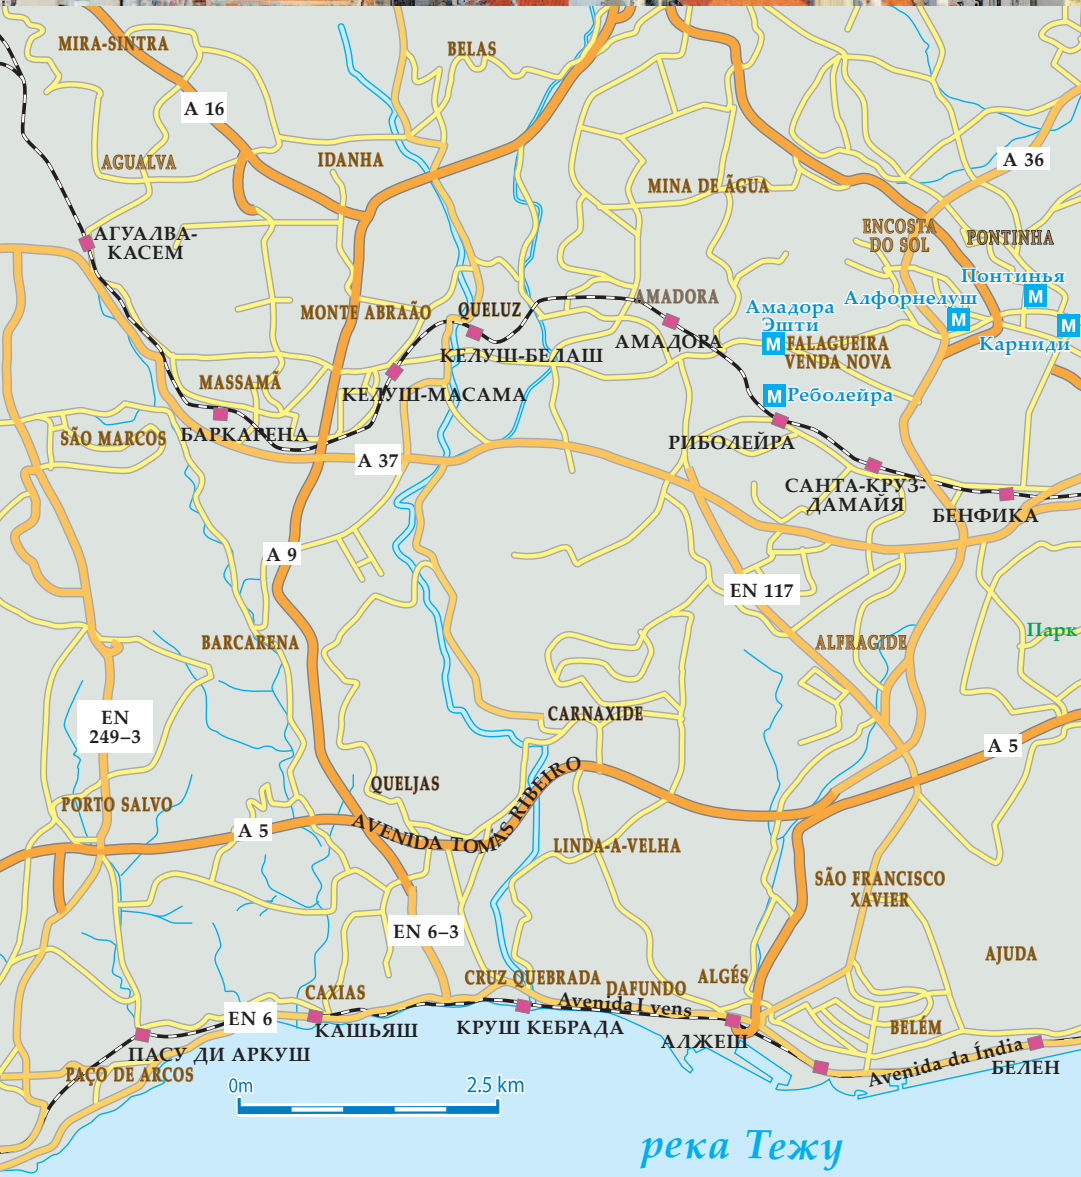 MIRA-SINTRA
BELAS
A 16
AGUALVA
IDANHA
A 36
MINA DE ÁGUA
ENCOSTA
DO SOL
PONTINHA
АГУАЛВА-
КАСЕМ
Понтинья
AMADORA
Алфорнелуш
MONTE ABRAÃO
QUELUZ
Амадора
Эшти
АМАДОРА
Карниди
FALAGUEIRA
VENDA NOVA
КЕЛУШ-БЕЛАШ
MASSAMÃ
КЕЛУШ-МАСАМА
Реболейра
SÃO MARCOS
БАРКАРЕНА
РИБОЛЕЙРА
A 37
САНТА-КРУЗ-
ДАМАЙЯ
БЕНФИКА
A 9
EN 117
BARCARENA
ALFRAGIDE
Парк
EN
249–3
CARNAXIDE
A 5
QUELJAS
PORTO SALVO
A 5
AVENIDA TOMÁS RIBEIRO
LINDA-A-VELHA
SÃO FRANCISCO
XAVIER
EN 6–3
AJUDA
CRUZ QUEBRADA
DAFUNDO
ALGÉS
CAXIAS
Avenida Ivens
EN 6
КАШЬЯШ
КРУШ КЕБРАДА
АЛЖЕШ
BELÉM
ПАСУ ДИ АРКУШ
PAÇO DE ARCOS
Avenida da Índia
БЕЛЕН
0m
2.5 km
река Тежу
M
M
M
M
M